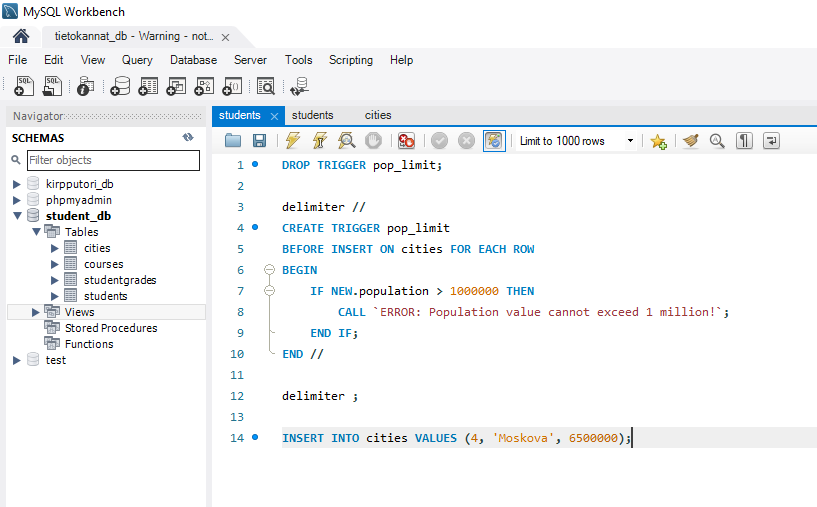 MySQL Workbench
tietokannat_db - Warning - not...
File Edit View Query Database Server Tools Scripting Help
SQL SQL
Navigator
SCHEMAS
Filter objects
kirpputori_db
phpmyadmin
student_db
Tables
cities
courses
studentgrades
students
Views
Stored Procedures
Functions
test
students students cities
Limit to 1000 rows
1 DROP TRIGGER pop_limit;
2
3 delimiter //
4 CREATE TRIGGER pop_limit
5 BEFORE INSERT ON cities FOR EACH ROW
6 BEGIN
7 IF NEW.population > 1000000 THEN
8 CALL `ERROR: Population value cannot exceed 1 million!`;
9 END IF;
10 END //
11
12 delimiter ;
13
14 INSERT INTO cities VALUES (4, 'Moskova', 6500000);